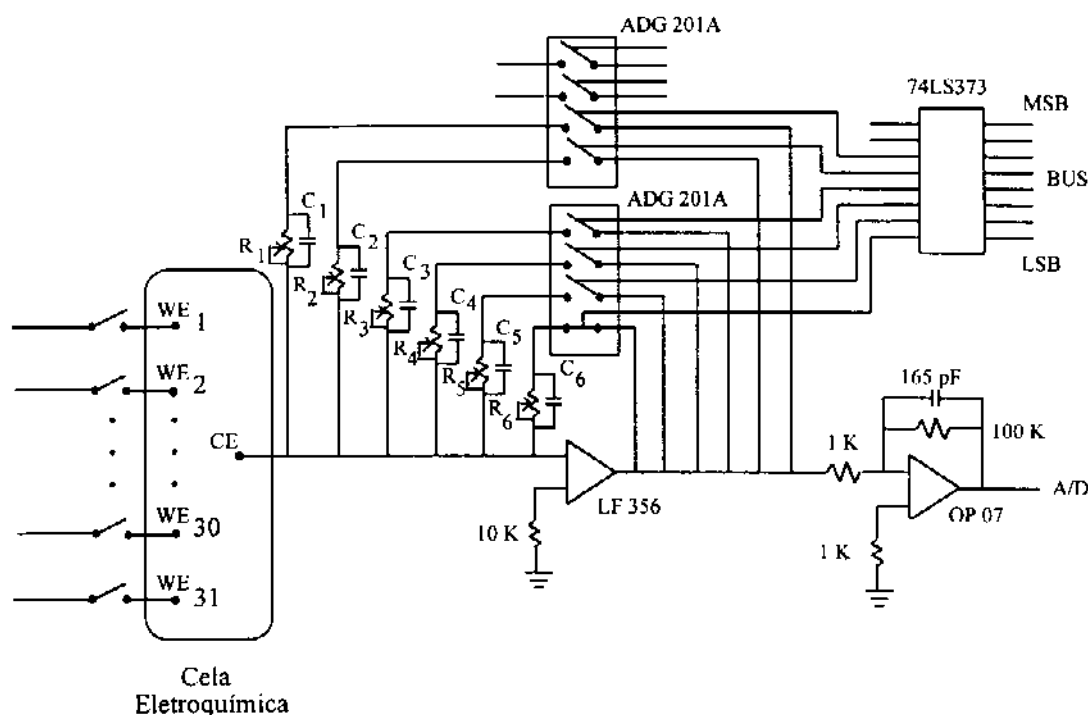 ADG 201A
74LS373
MSB
BUS
LSB
ADG 201A
C1
R1
C2
R2
C3
R3
C4
R4
C5
R5
C6
R6
WE 1
WE 2
CE
WE 30
WE 31
LF 356
10 K
1 K
165 pF
100 K
OP 07
1 K
A/D
Cela
Eletroquímica